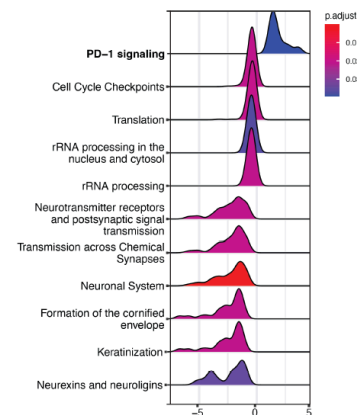 p.adjust
PD−1 signaling
Cell Cycle Checkpoints
Translation
rRNA processing in the
nucleus and cytosol
rRNA processing
Neurotransmitter receptors
and postsynaptic signal
transmission
Transmission across Chemical
Synapses
Neuronal System
Formation of the cornified
envelope
Keratinization
Neurexins and neuroligins
−5 0 5